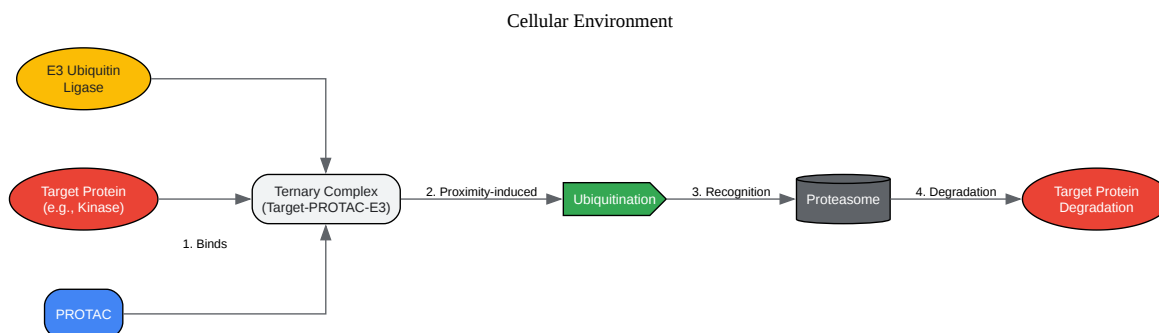 Cellular Environment
E3 Ubiquitin
Ligase
Target Protein
(e.g., Kinase)
1. Binds
PROTAC
Ternary Complex
(Target-PROTAC-E3)
2. Proximity-induced
Ubiquitination
3. Recognition
Proteasome
4. Degradation
Target Protein
Degradation